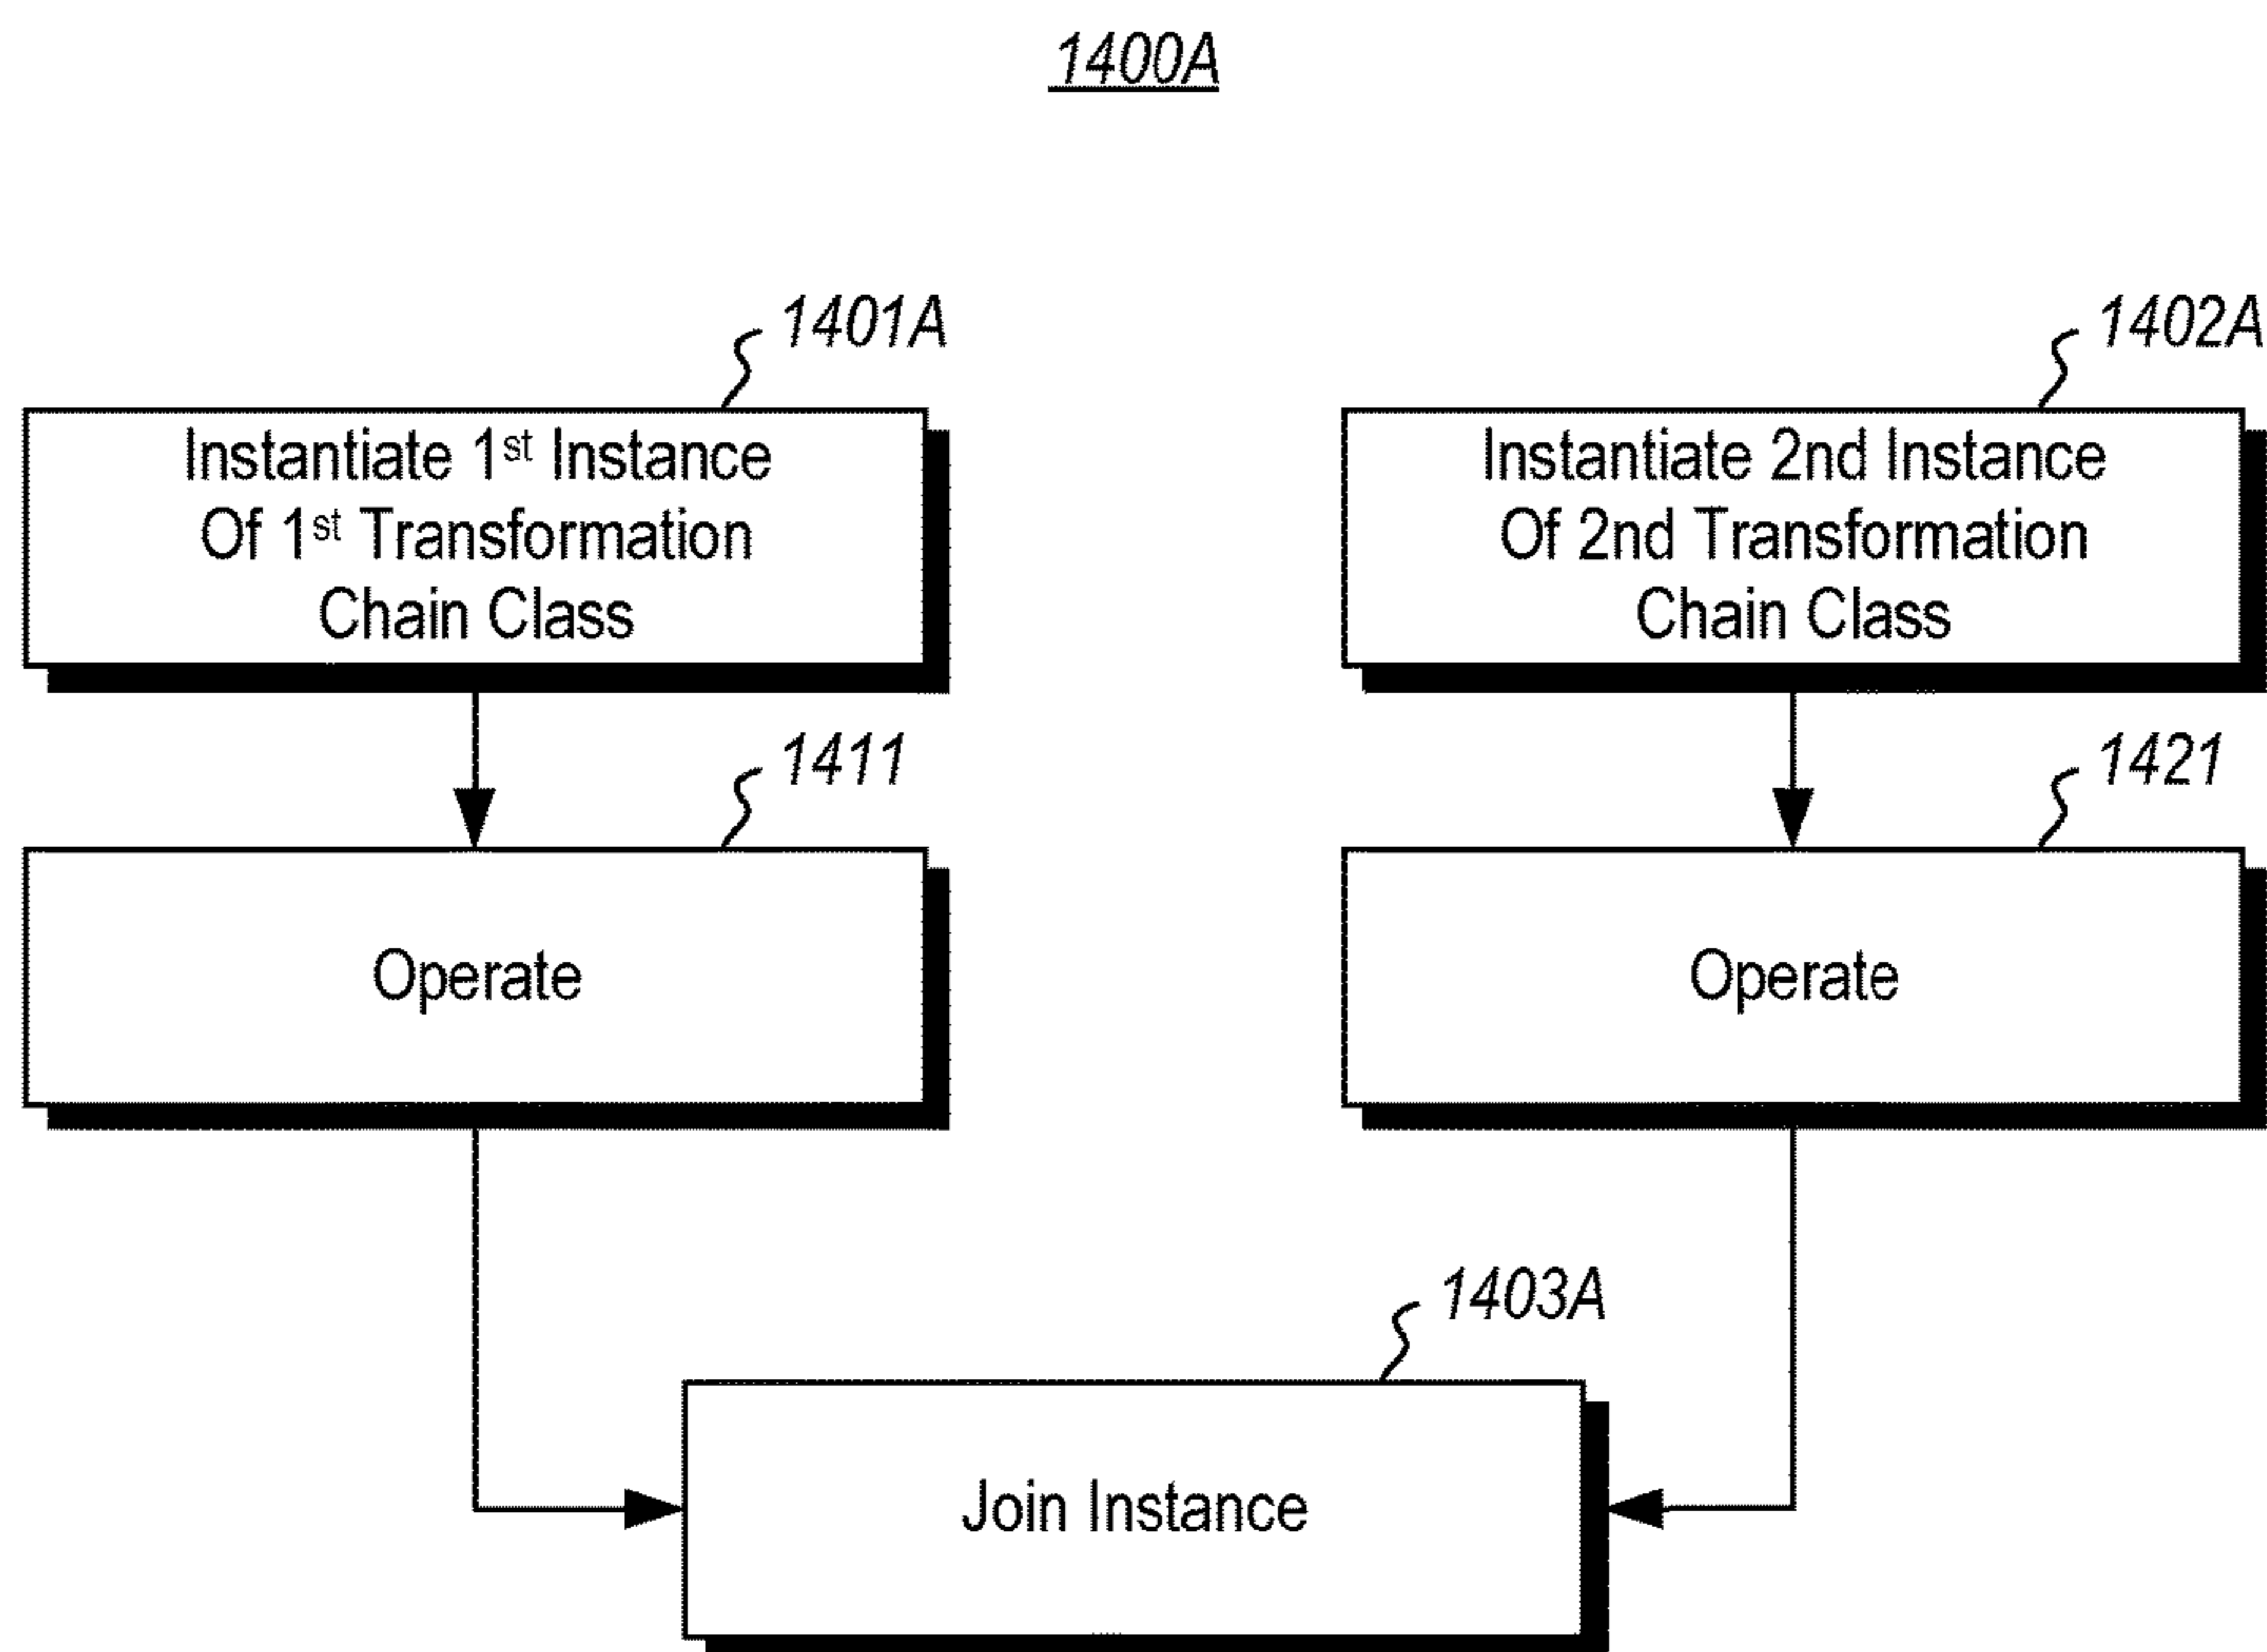 1400A
1401A
Instantiate 1st Instance
Of 1st Transformation
Chain Class
1402A
Instantiate 2nd Instance
Of 2nd Transformation
Chain Class
1411
Operate
1421
Operate
1403A
Join Instance